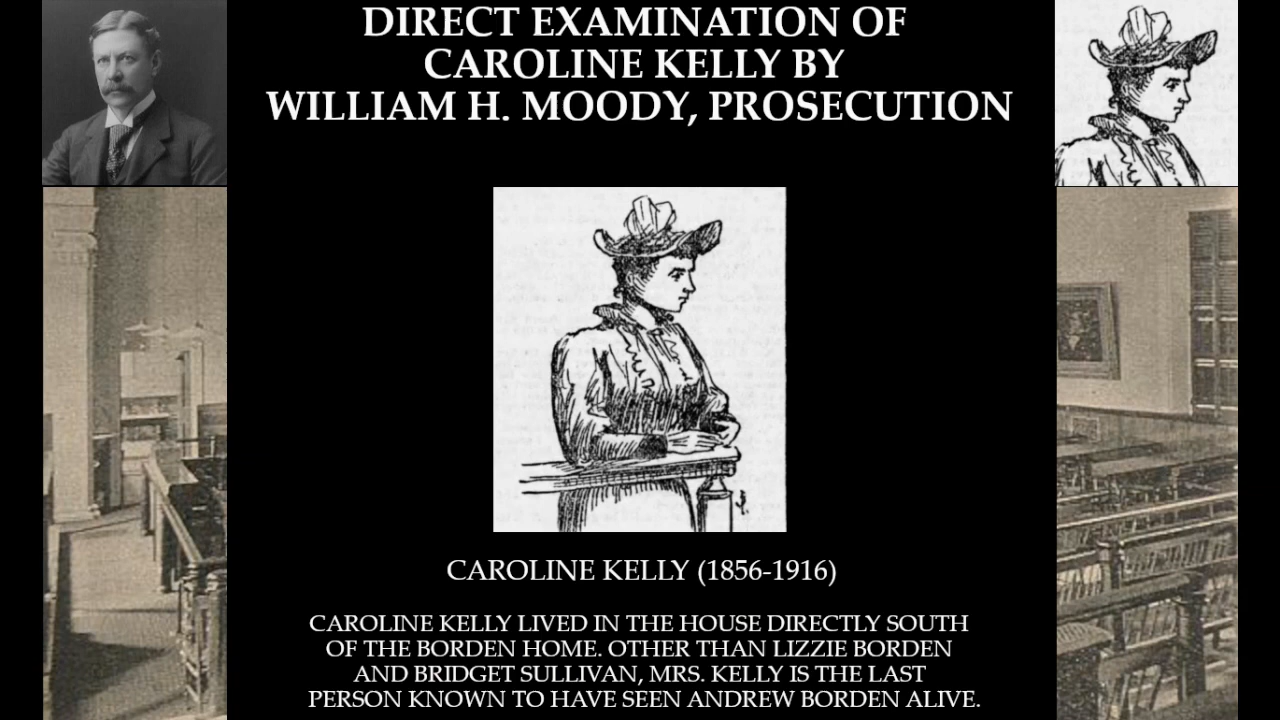 DIRECT EXAMINATION OF
CAROLINE KELLY BY
WILLIAM H. MOODY, PROSECUTION
CAROLINE KELLY (1856-1916)
CAROLINE KELLY LIVED IN THE HOUSE DIRECTLY SOUTH
OF THE BORDEN HOME. OTHER THAN LIZZIE BORDEN
AND BRIDGET SULLIVAN, MRS. KELLY IS THE LAST
PERSON KNOWN TO HAVE SEEN ANDREW BORDEN ALIVE.